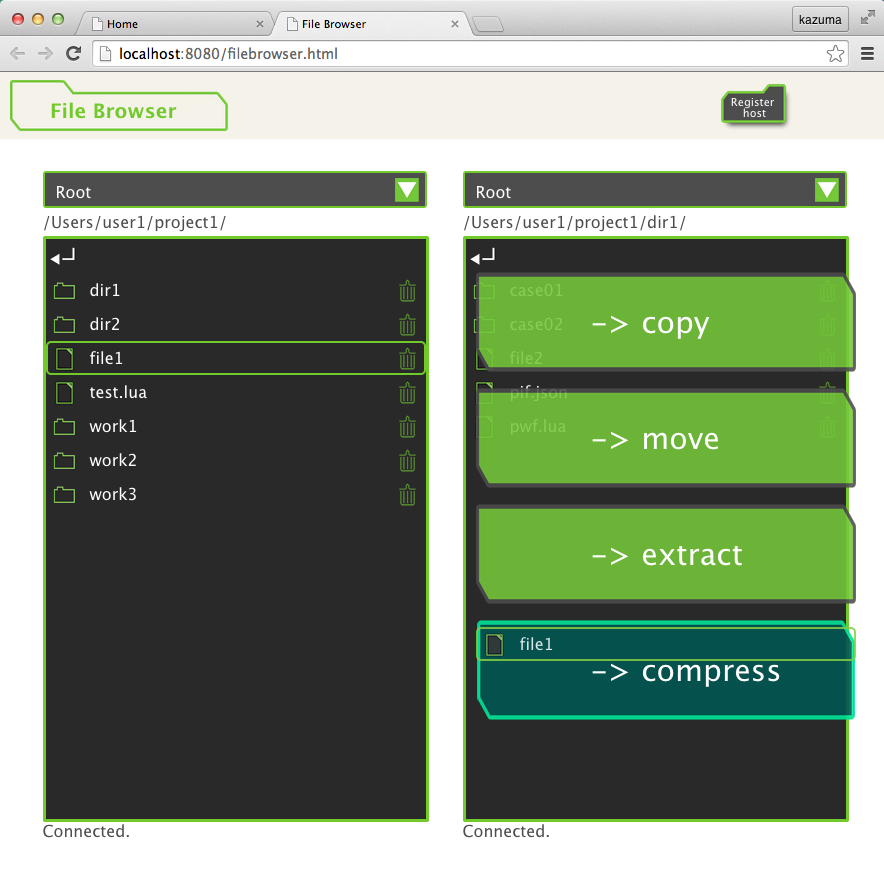 Home
File Browser
kazuma
localhost:8080/filebrowser.html
File Browser
Register
host
Root
/Users/user1/project1/
dir1
dir2
file1
test.lua
work1
work2
work3
Connected.
Root
/Users/user1/project1/dir1/
case01
-> copy
case02
file2
pif.json
pwf.lua
-> move
-> extract
file1
-> compress
Connected.